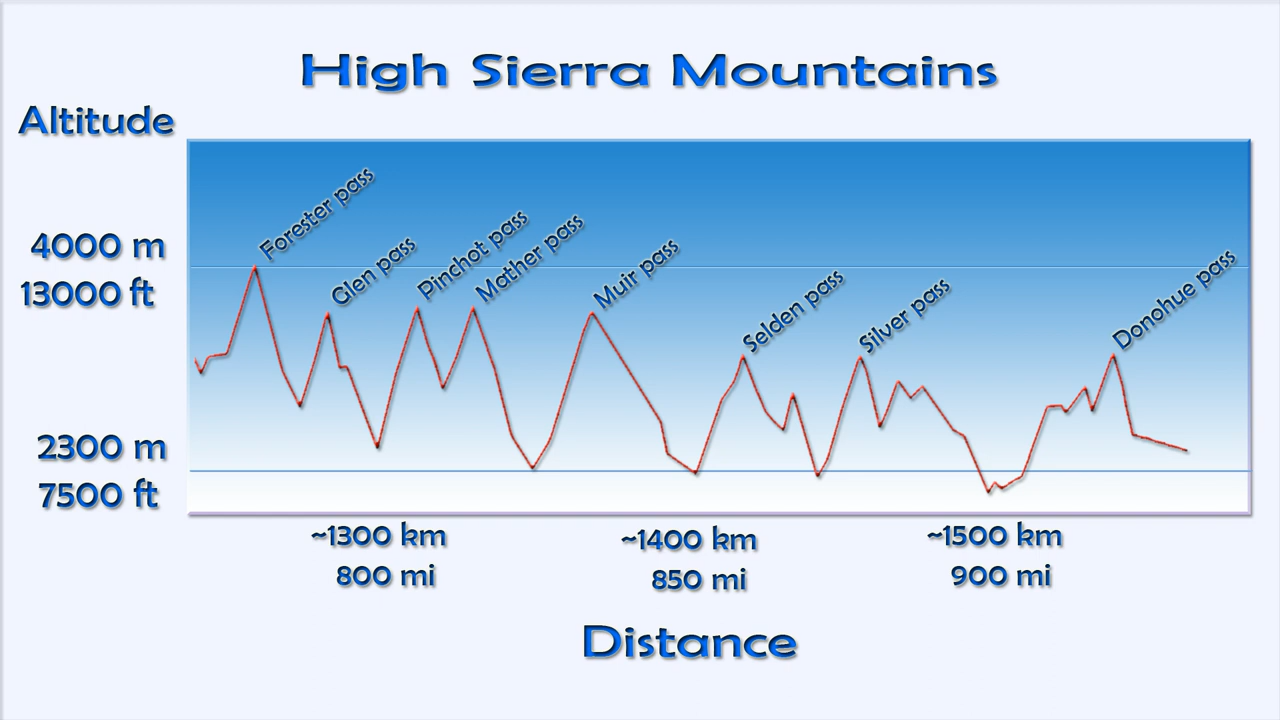 High Sierra Mountains
Altitude
Forester pass
Glen pass
Pinchot pass
Mather pass
Muir pass
Selden pass
Silver pass
Donohue pass
4000 m
13000 ft
2300 m
7500 ft
~1300 km
800 mi
~1400 km
850 mi
~1500 km
900 mi
Distance